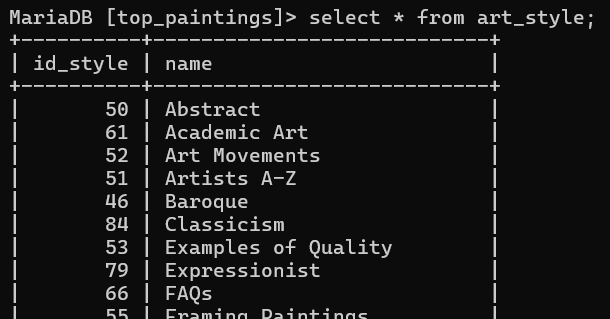 MariaDB [top_paintings]> select * from art_style;
+----------+-----------------------------+
| id_style | name                        |
+----------+-----------------------------+
|       50 | Abstract                    |
|       61 | Academic Art                |
|       52 | Art Movements               |
|       51 | Artists A-Z                 |
|       46 | Baroque                     |
|       84 | Classicism                  |
|       53 | Examples of Quality         |
|       79 | Expressionist               |
|       66 | FAQs                        |
|       55 | Framing Paintings           |